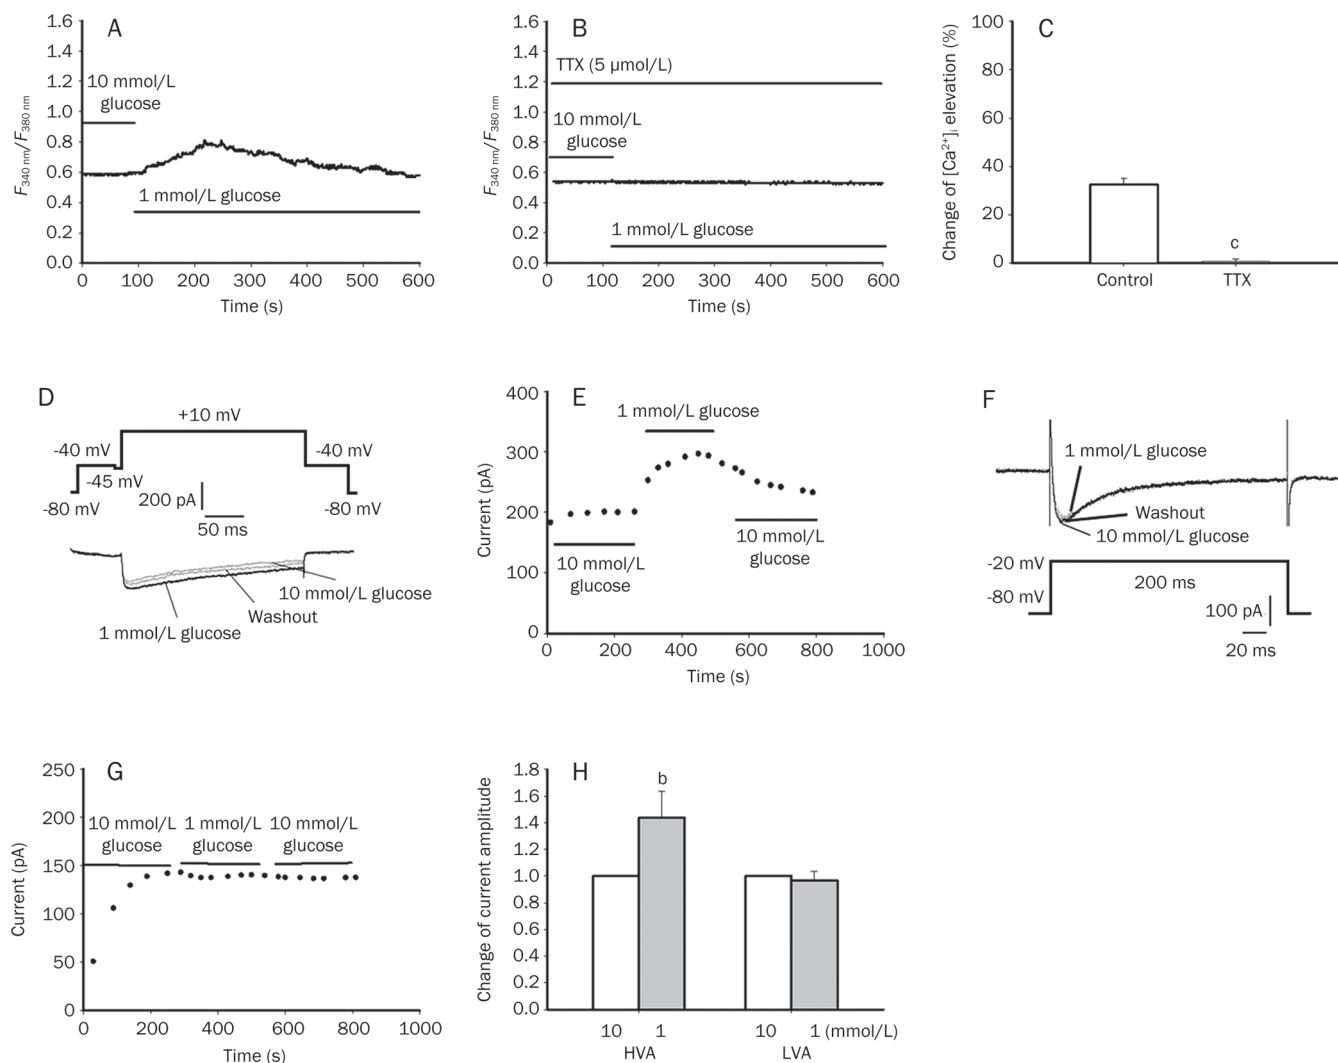 A
1.6
1.4
1.2
1.0
0.8
0.6
0.4
0.2
0.0
F340 nm/F380 nm
10 mmol/L
glucose
1 mmol/L glucose
0 100 200 300 400 500 600
Time (s)
B
1.6
1.4
1.2
1.0
0.8
0.6
0.4
0.2
0.0
F340 nm/F380 nm
TTX (5 μmol/L)
10 mmol/L
glucose
1 mmol/L glucose
0 100 200 300 400 500 600
Time (s)
C
100
80
60
40
20
0
Change of [Ca2+]i elevation (%)
c
Control TTX
D
+10 mV
-40 mV -40 mV
-45 mV
-80 mV -80 mV
200 pA
50 ms
10 mmol/L glucose
Washout
1 mmol/L glucose
E
400
300
200
100
0
Current (pA)
1 mmol/L glucose
10 mmol/L
glucose
10 mmol/L
glucose
0 200 400 600 800 1000
Time (s)
F
1 mmol/L glucose
Washout
10 mmol/L glucose
-20 mV
200 ms
-80 mV
100 pA
20 ms
G
250
200
150
100
50
0
Current (pA)
10 mmol/L 1 mmol/L 10 mmol/L
glucose glucose glucose
0 200 400 600 800 1000
Time (s)
H
1.8
1.6
1.4
1.2
1.0
0.8
0.6
0.4
0.2
0.0
Change of current amplitude
b
10 1 10 1 (mmol/L)
HVA LVA